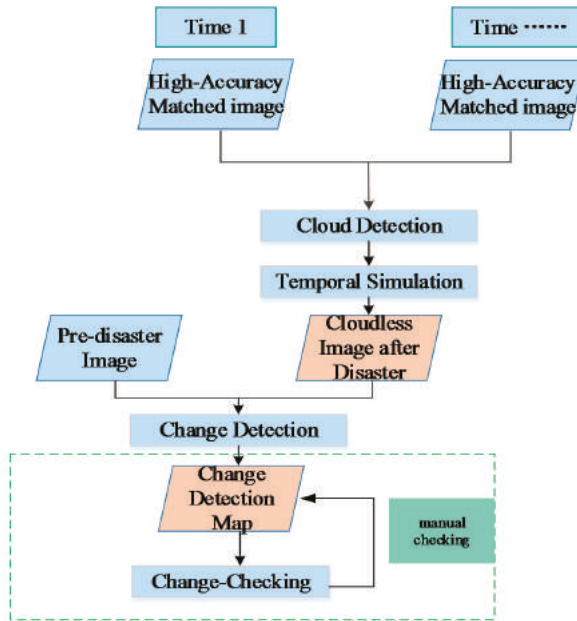 Time 1
Time ------
High-Accuracy
Matched image
High-Accuracy
Matched image
Cloud Detection
Temporal Simulation
Pre-disaster
Image
Cloudless
Image after
Disaster
Change Detection
Change
Detection
Map
manual
checking
Change-Checking